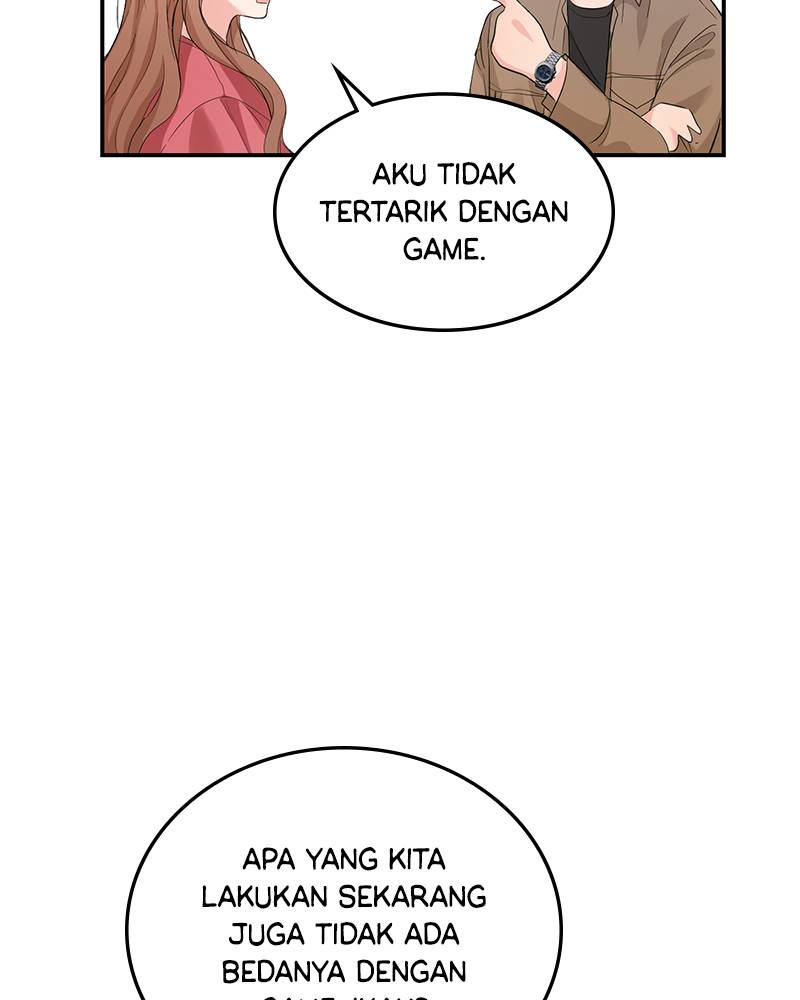 AKU TIDAK
TERTARIK DENGAN
GAME.
APA YANG KITA
LAKUKAN SEKARANG
JUGA TIDAK ADA
BEDANYA DENGAN